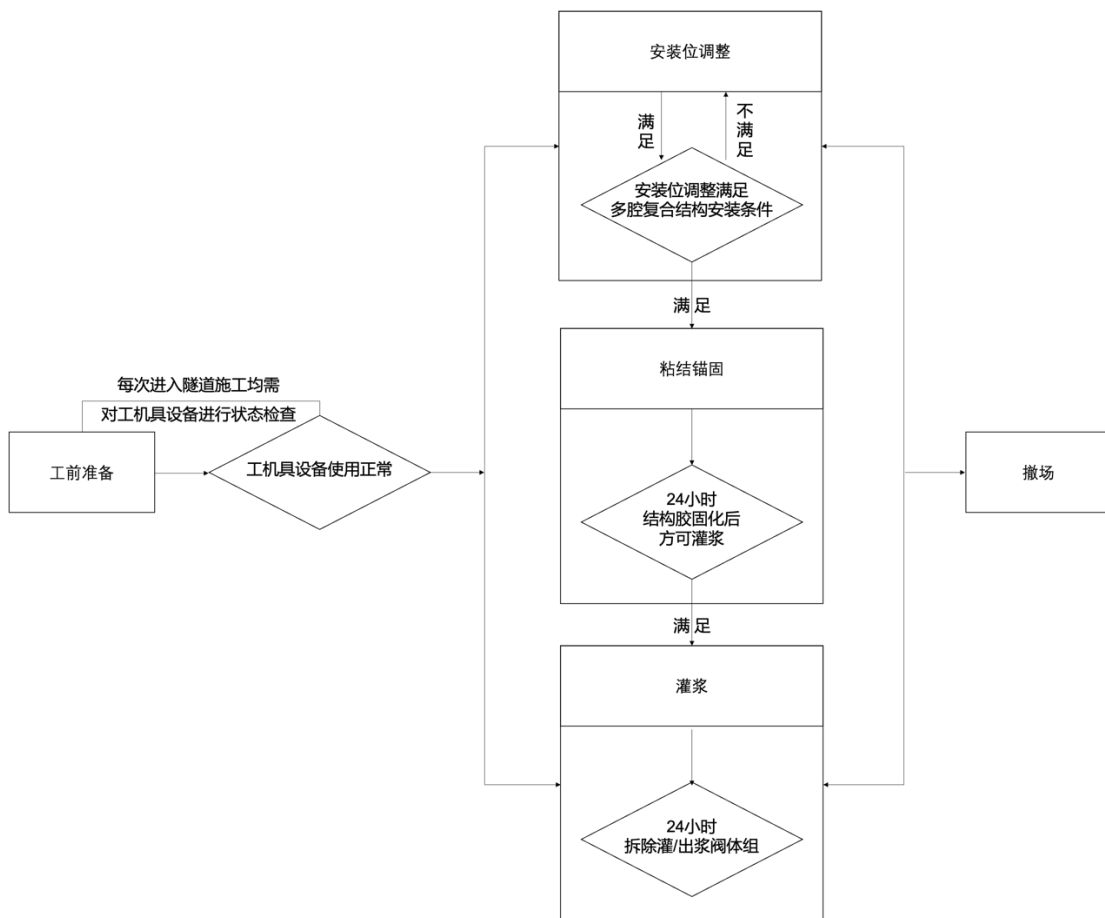 安装位调整
满足
不满足
安装位调整满足
多腔复合结构安装条件
满 足
粘结锚固
每次进入隧道施工均需
对工机具设备进行状态检查
工前准备
工机具设备使用正常
撤场
24小时
结构胶固化后
方可灌浆
满 足
灌浆
24小时
拆除灌/出浆阀体组